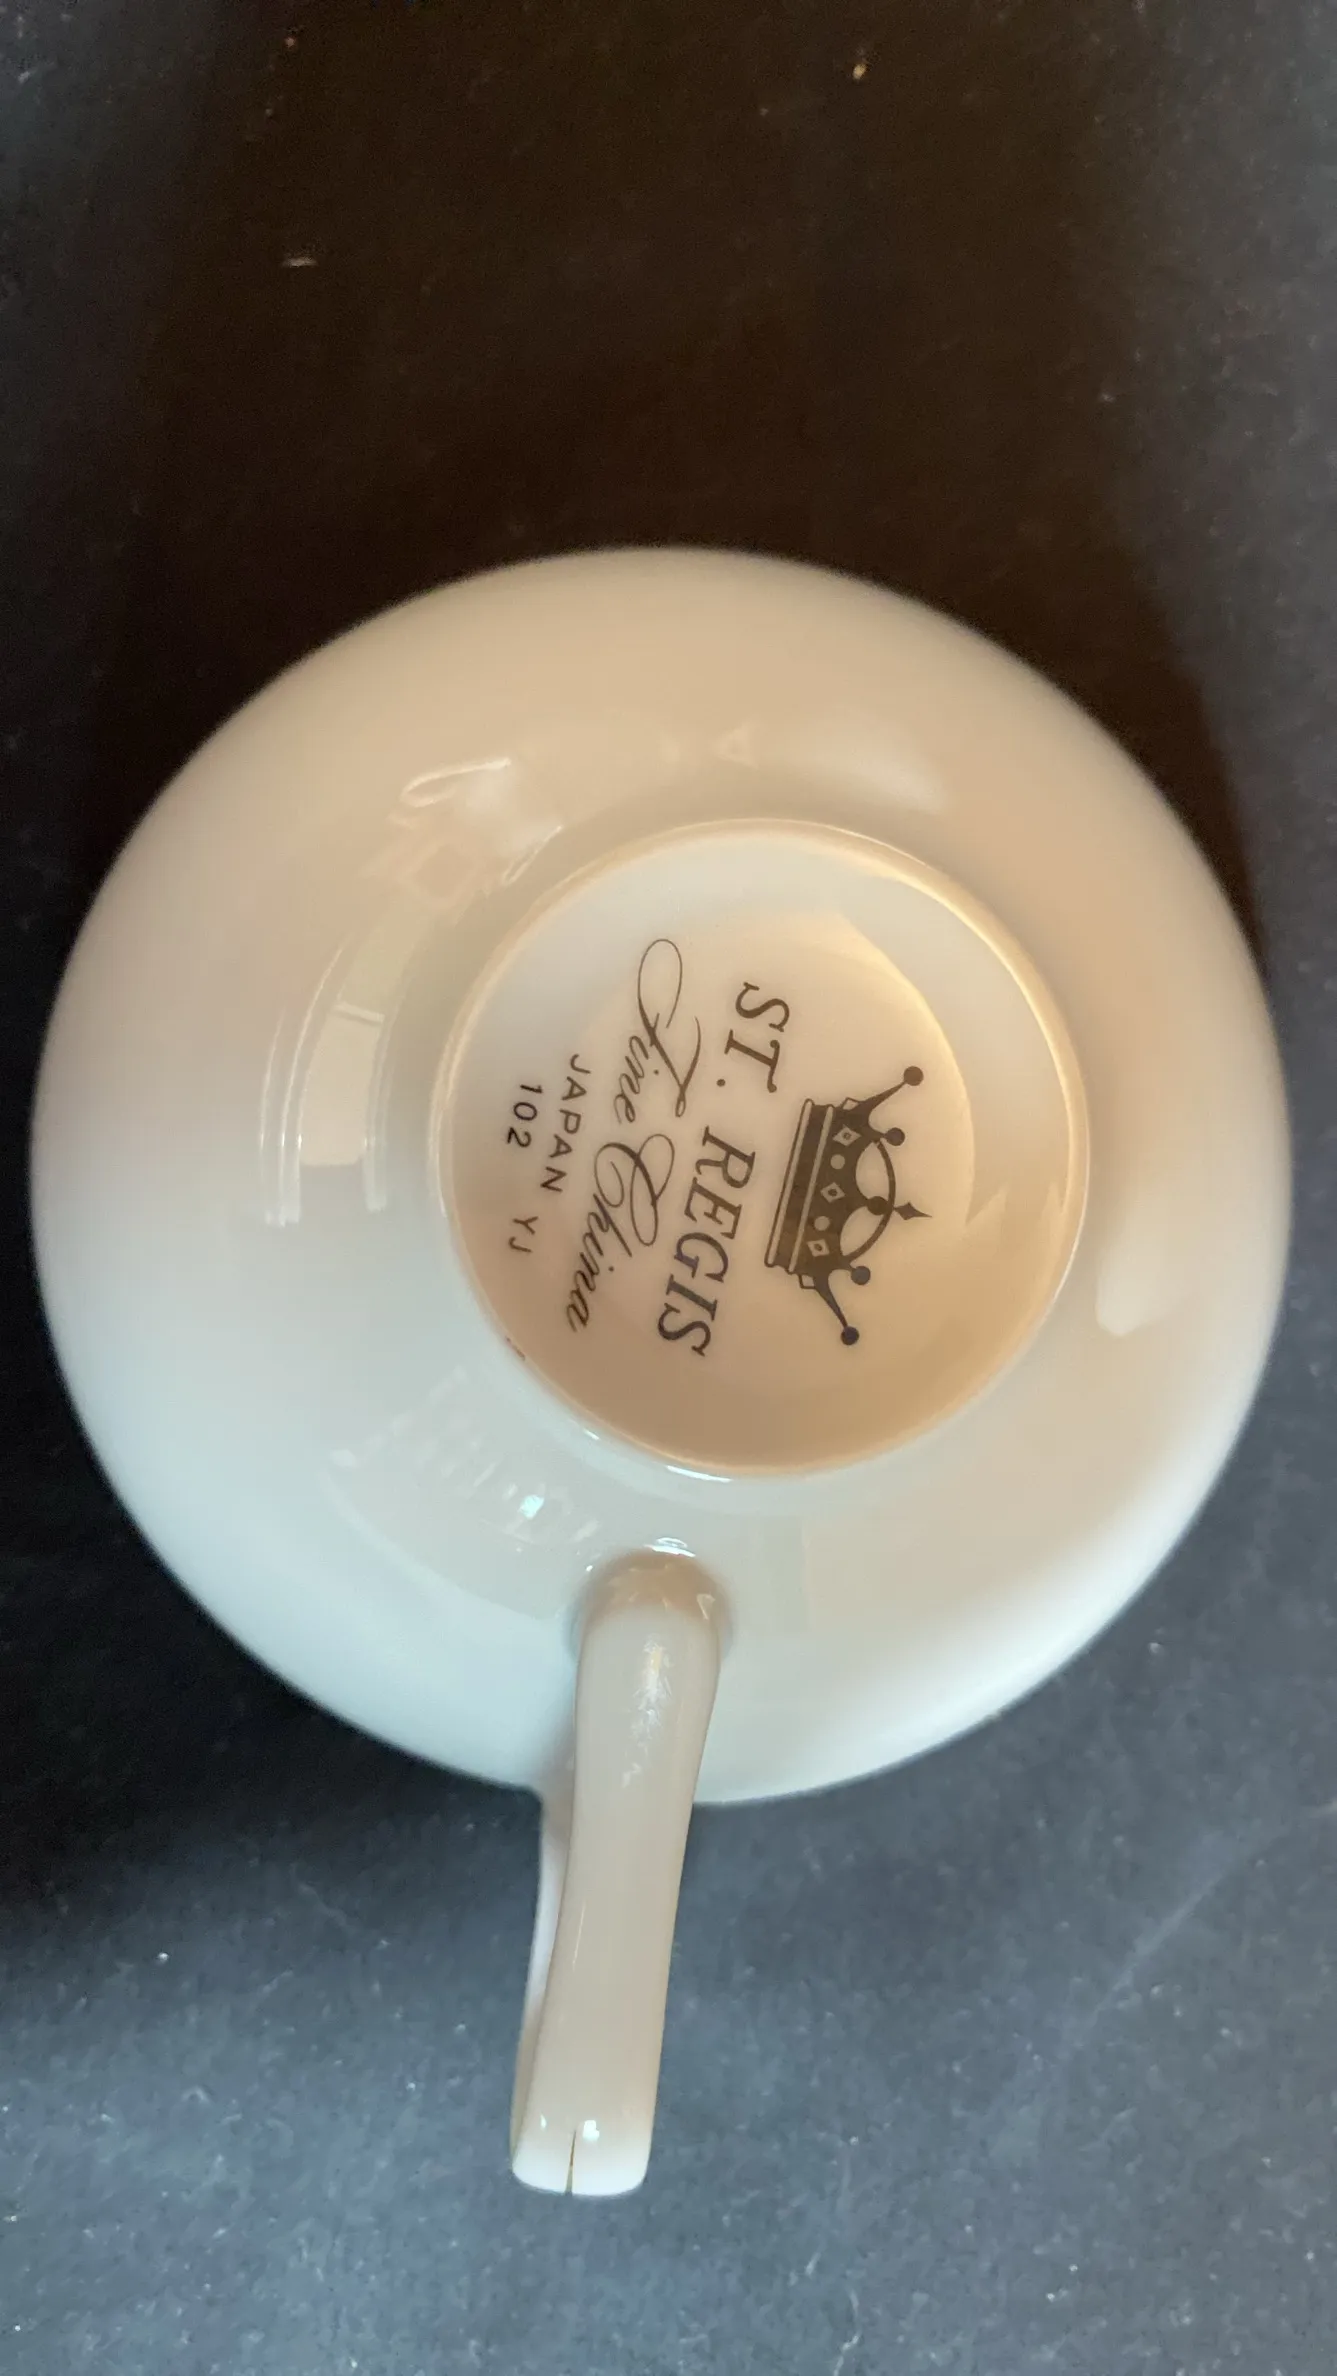 ST. REGIS
Fine China
JAPAN YJ
102